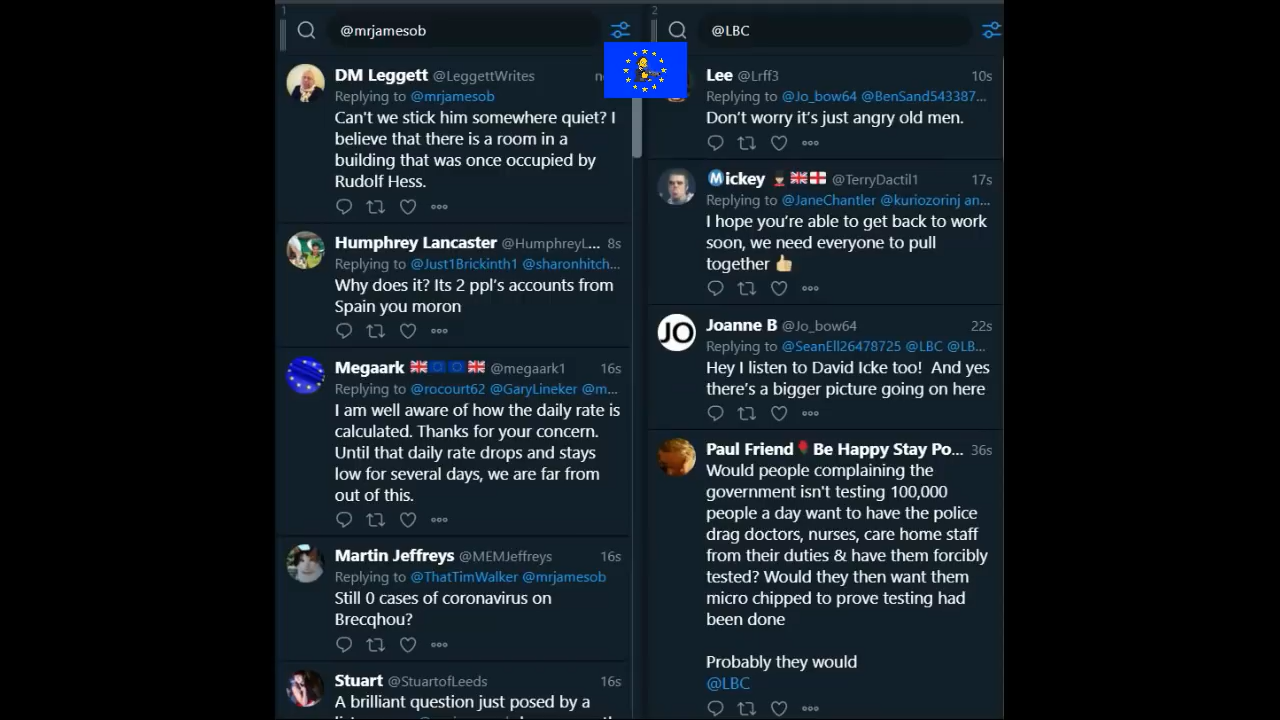 1
@mrjamesob
DM Leggett @LeggettWrites
Replying to @mrjamesob
Can't we stick him somewhere quiet? I
believe that there is a room in a
building that was once occupied by
Rudolf Hess.
Humphrey Lancaster @HumphreyL... 8s
Replying to @Just1Brickinth1 @sharonhitch...
Why does it? Its 2 ppl's accounts from
Spain you moron
Megaark @megaark1 16s
Replying to @rocourt62 @GaryLineker @m...
I am well aware of how the daily rate is
calculated. Thanks for your concern.
Until that daily rate drops and stays
low for several days, we are far from
out of this.
Martin Jeffreys @MEMJeffreys 16s
Replying to @ThatTimWalker @mrjamesob
Still 0 cases of coronavirus on
Brecqhou?
Stuart @StuartofLeeds 16s
A brilliant question just posed by a
2
@LBC
Lee @Lrff3 10s
Replying to @Jo_bow64 @BenSand543387...
Don't worry it's just angry old men.
Mickey @TerryDactil1 17s
Replying to @JaneChantler @kuriozorinj an...
I hope you're able to get back to work
soon, we need everyone to pull
together
JO
Joanne B @Jo_bow64 22s
Replying to @SeanEll26478725 @LBC @LB...
Hey I listen to David Icke too! And yes
there's a bigger picture going on here
Paul Friend Be Happy Stay Po... 36s
Would people complaining the
government isn't testing 100,000
people a day want to have the police
drag doctors, nurses, care home staff
from their duties & have them forcibly
tested? Would they then want them
micro chipped to prove testing had
been done
Probably they would
@LBC